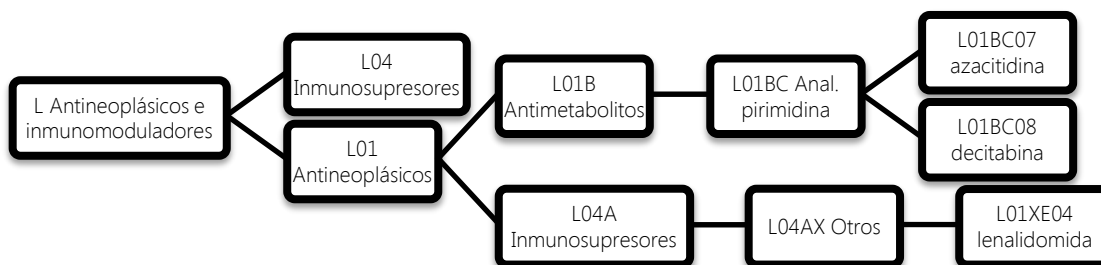 L Antineoplásicos e
inmunomoduladores
L04
Inmunosupresores
L01
Antineoplásicos
L01B
Antimetabolitos
L01BC Anal.
pirimidina
L01BC07
azacitidina
L01BC08
decitabina
L04A
Inmunosupresores
L04AX Otros
L01XE04
lenalidomida